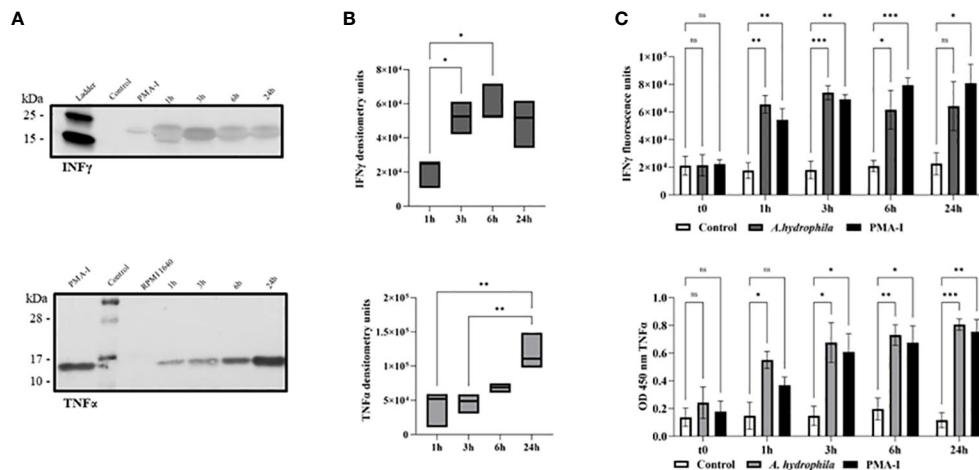 A
Ladder Control PMA-I 1h 3h 6h 24h
kDa
25 -
15 -
INFγ
PMA-I Control RPMI1640 1h 3h 6h 24h
kDa
28 -
17 -
10 -
TNFα
B
* *
IFNγ densitometry units
8×10⁴
6×10⁴
4×10⁴
2×10⁴
0
1h 3h 6h 24h
** **
TNFα densitometry units
2×10⁵
1.5×10⁵
1×10⁵
5×10⁴
0
1h 3h 6h 24h
C
ns ** ** *** *
ns ** *** * ns
IFNγ fluorescence units
1×10⁵
8×10⁴
6×10⁴
4×10⁴
2×10⁴
0
t0 1h 3h 6h 24h
Control A.hydrophila PMA-I
ns ns * * **
ns * * ** ***
OD 450 nm TNFα
1.0
0.8
0.6
0.4
0.2
0.0
t0 1h 3h 6h 24h
Control A. hydrophila PMA-I